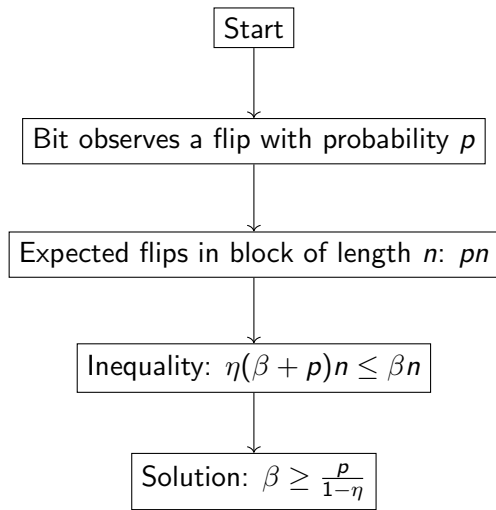 Start
Bit observes a flip with probability p
Expected flips in block of length n: pn
Inequality: η(β + p)n ≤ βn
Solution: β ≥ p/(1−η)